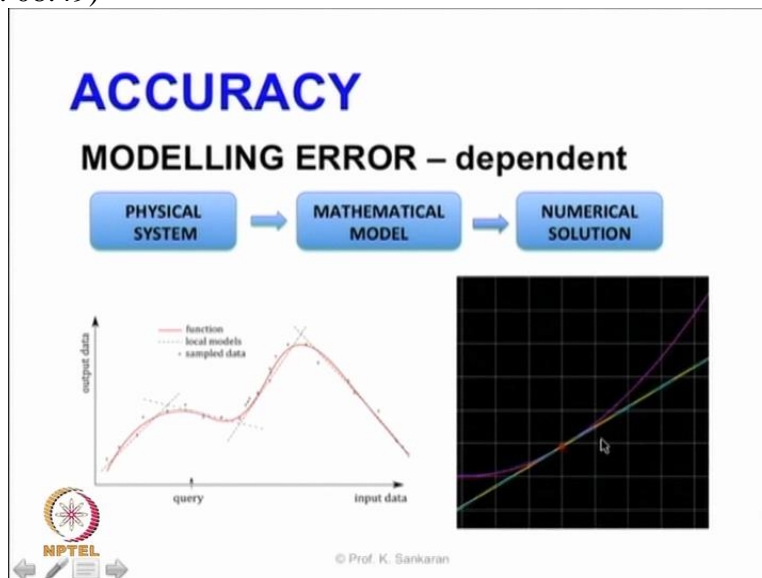 ACCURACY
MODELLING ERROR – dependent
PHYSICAL SYSTEM
MATHEMATICAL MODEL
NUMERICAL SOLUTION
function
local models
sampled data
output data
query
input data
NPTEL
© Prof. K. Sankaran